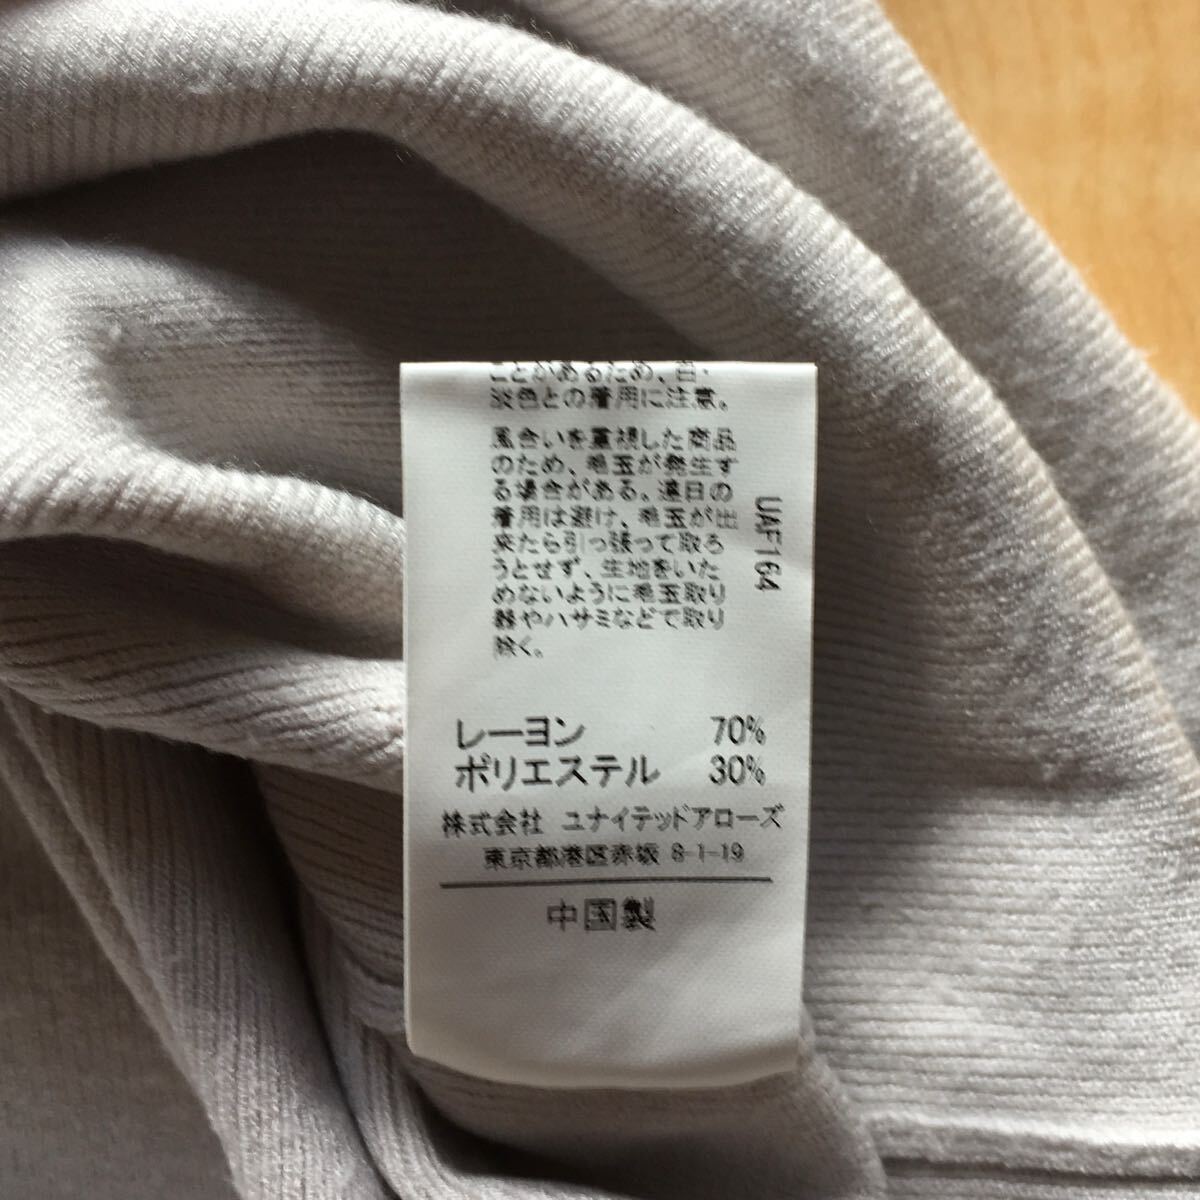 ことがあるため、白・
淡色との着用に注意。
風合いを重視した商品
のため、毛玉が発生す
る場合がある。連日の
着用は避け、毛玉が出
来たら引っ張って取ろ
うとせず、生地をいた
めないように毛玉取り
器やハサミなどで取り
除く。
UAF164
レーヨン 70%
ポリエステル 30%
株式会社 ユナイテッドアローズ
東京都港区赤坂 8-1-19
中国製